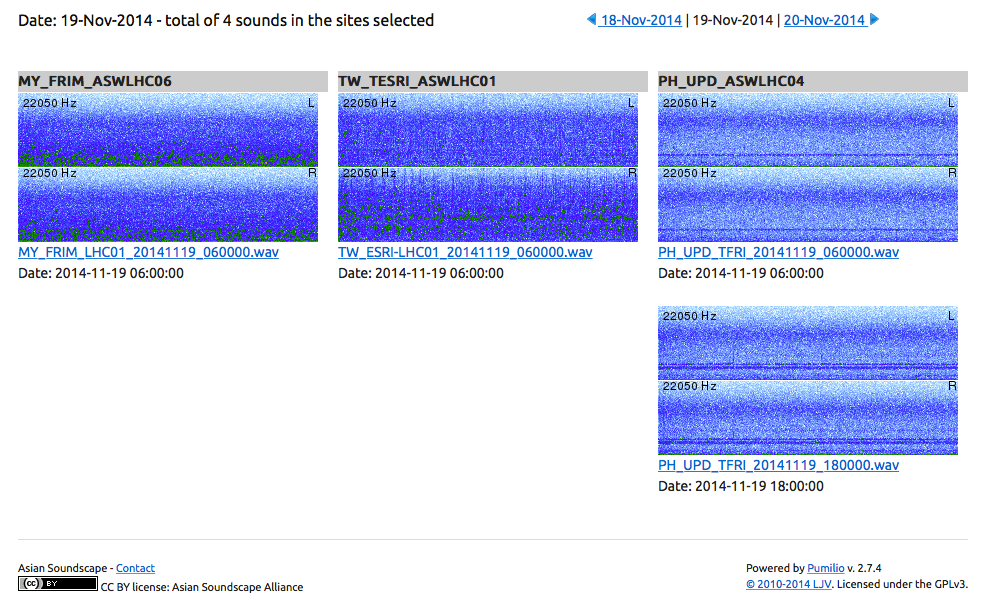 Date: 19-Nov-2014 - total of 4 sounds in the sites selected
18-Nov-2014 | 19-Nov-2014 | 20-Nov-2014
MY_FRIM_ASWLHC06
22050 Hz L
22050 Hz R
MY_FRIM_LHC01_20141119_060000.wav
Date: 2014-11-19 06:00:00
TW_TESRI_ASWLHC01
22050 Hz L
22050 Hz R
TW_ESRI-LHC01_20141119_060000.wav
Date: 2014-11-19 06:00:00
PH_UPD_ASWLHC04
22050 Hz L
22050 Hz R
PH_UPD_TFRI_20141119_060000.wav
Date: 2014-11-19 06:00:00
22050 Hz L
22050 Hz R
PH_UPD_TFRI_20141119_180000.wav
Date: 2014-11-19 18:00:00
Asian Soundscape - Contact
(cc) BY CC BY license: Asian Soundscape Alliance
Powered by Pumilio v. 2.7.4
© 2010-2014 LJV. Licensed under the GPLv3.